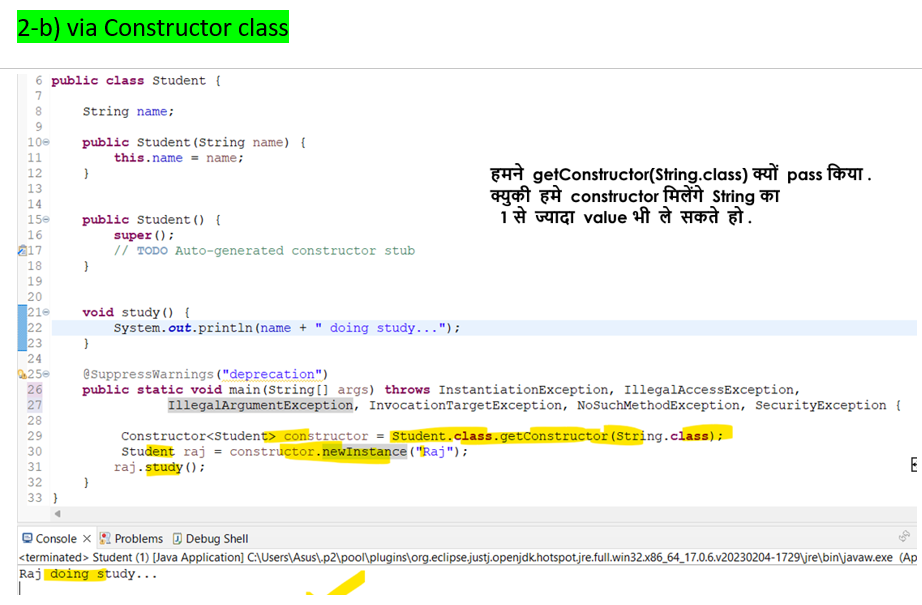 2-b) via Constructor class
6 public class Student {
7
8 String name;
9
10 public Student(String name) {
11 this.name = name;
12 }
13
14
15 public Student() {
16 super();
17 // TODO Auto-generated constructor stub
18 }
19
20
21 void study() {
22 System.out.println(name + " doing study...");
23 }
24
25 @SuppressWarnings("deprecation")
26 public static void main(String[] args) throws InstantiationException, IllegalAccessException,
27 IllegalArgumentException, InvocationTargetException, NoSuchMethodException, SecurityException {
28
29 Constructor<Student> constructor = Student.class.getConstructor(String.class);
30 Student raj = constructor.newInstance("Raj");
31 raj.study();
32 }
33 }
हमने getConstructor(String.class) क्यों pass किया .
क्युकी हमे constructor मिलेंगे String का
1 से ज्यादा value भी ले सकते हो .
Console Problems Debug Shell
<terminated> Student (1) [Java Application] C:\Users\Asus\.p2\pool\plugins\org.eclipse.justj.openjdk.hotspot.jre.full.win32.x86_64_17.0.6.v20230204-1729\jre\bin\javaw.exe (Ap
Raj doing study...